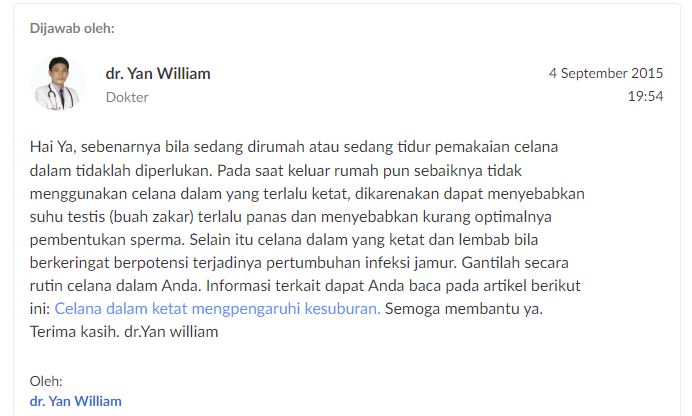 Dijawab oleh:
dr. Yan William
4 September 2015
Dokter
19:54
Hai Ya, sebenarnya bila sedang dirumah atau sedang tidur pemakaian celana
dalam tidaklah diperlukan. Pada saat keluar rumah pun sebaiknya tidak
menggunakan celana dalam yang terlalu ketat, dikarenakan dapat menyebabkan
suhu testis (buah zakar) terlalu panas dan menyebabkan kurang optimalnya
pembentukan sperma. Selain itu celana dalam yang ketat dan lembab bila
berkeringat berpotensi terjadinya pertumbuhan infeksi jamur. Gantilah secara
rutin celana dalam Anda. Informasi terkait dapat Anda baca pada artikel berikut
ini: Celana dalam ketat mengpengaruhi kesuburan. Semoga membantu ya.
Terima kasih. dr.Yan william
Oleh:
dr. Yan William